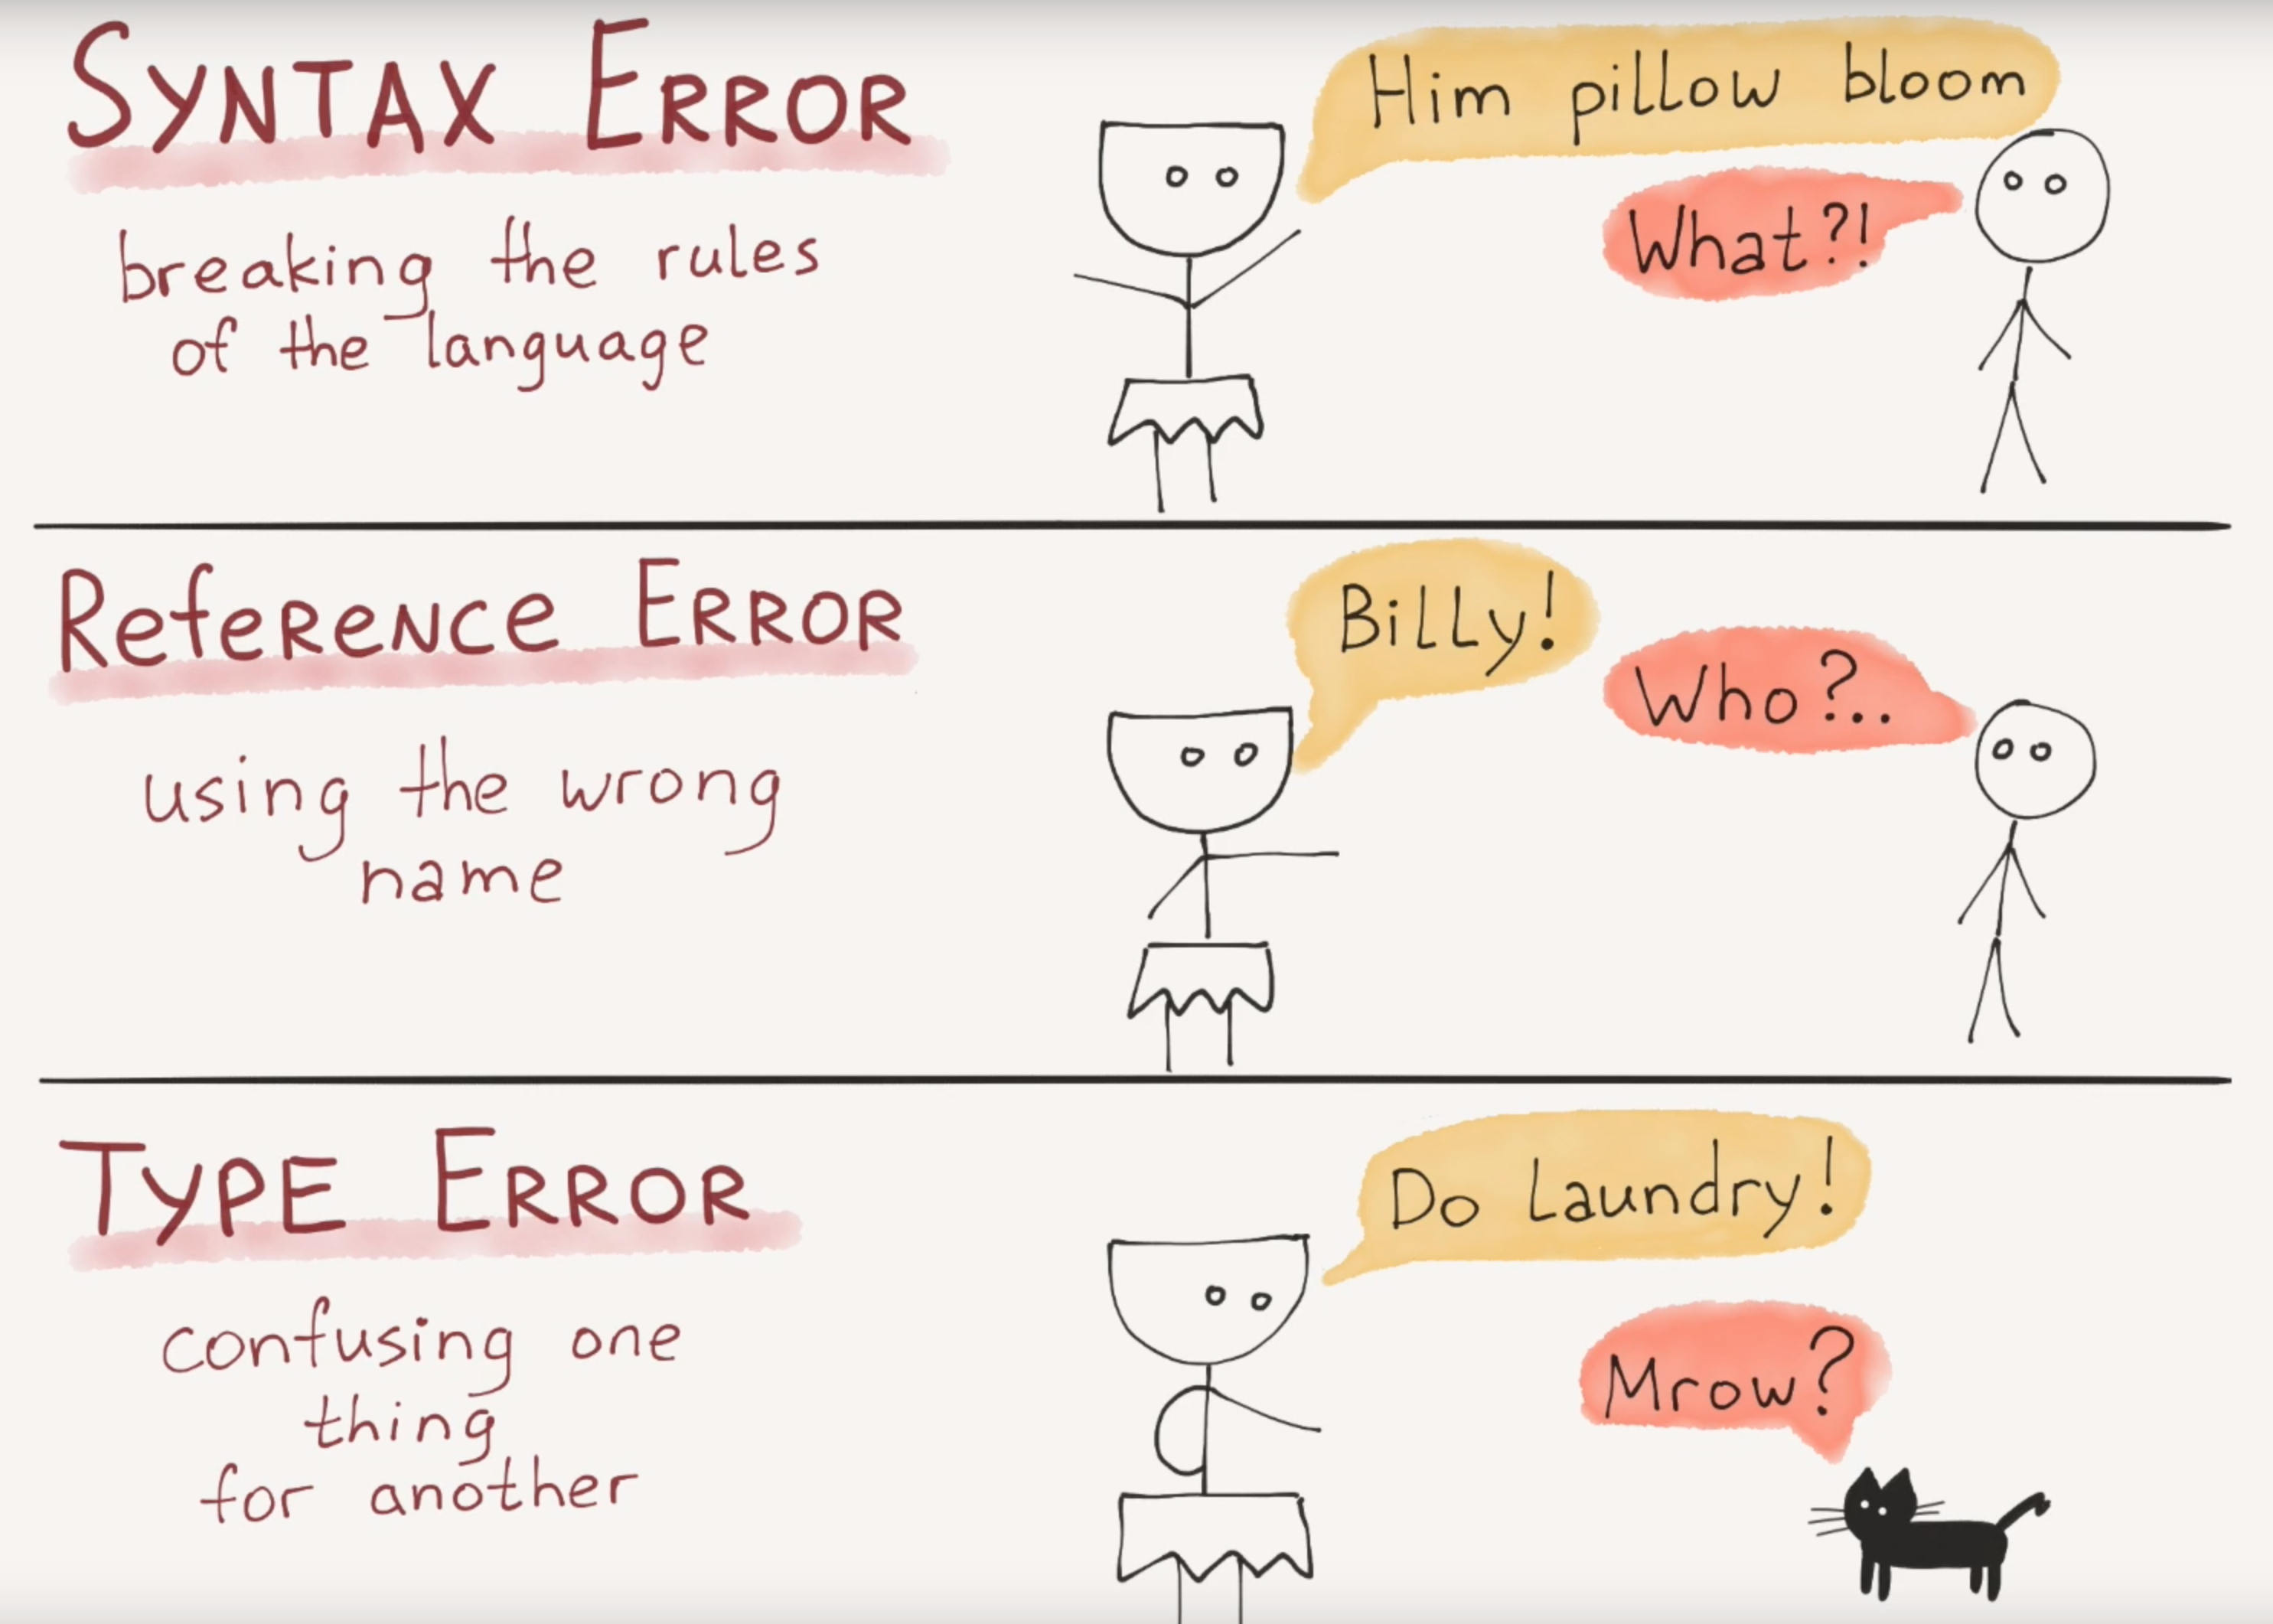 SYNTAX ERROR
breaking the rules
of the language
Him pillow bloom
What?!
Reference ERROR
using the wrong
name
Billy!
Who?..
TYPE ERROR
confusing one
thing
for another
Do Laundry!
Mrow?